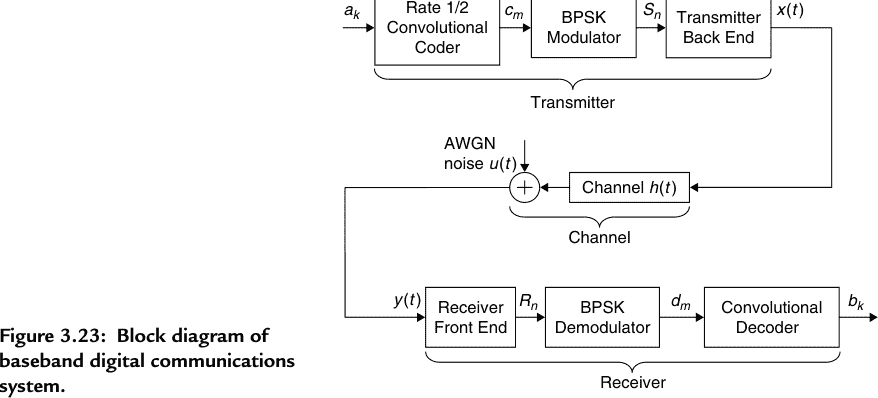 a_k
Rate 1/2
Convolutional
Coder
c_m
BPSK
Modulator
S_n
Transmitter
Back End
x(t)
Transmitter
AWGN
noise u(t)
+
Channel h(t)
Channel
y(t)
Receiver
Front End
R_n
BPSK
Demodulator
d_m
Convolutional
Decoder
b_k
Receiver
Figure 3.23: Block diagram of
baseband digital communications
system.